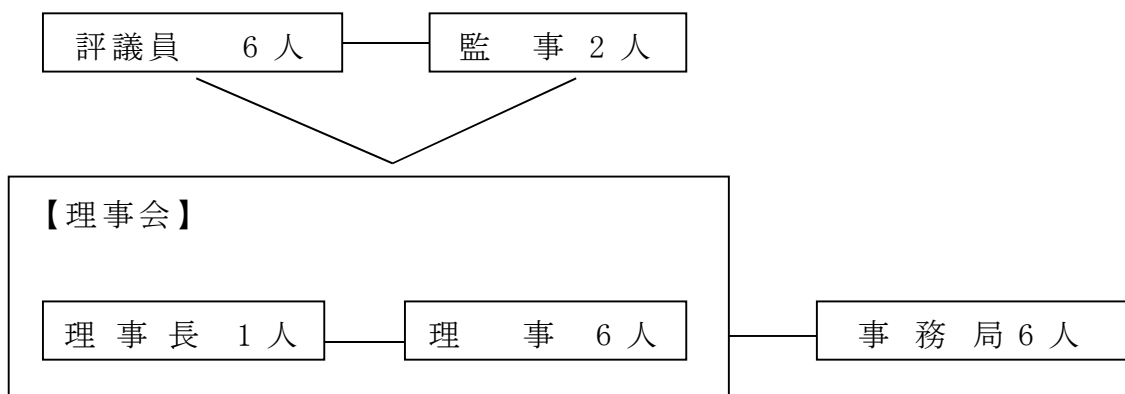 評議員 6人
監 事 2人
【理事会】
理 事 長 1人
理 事 6人
事 務 局 6人